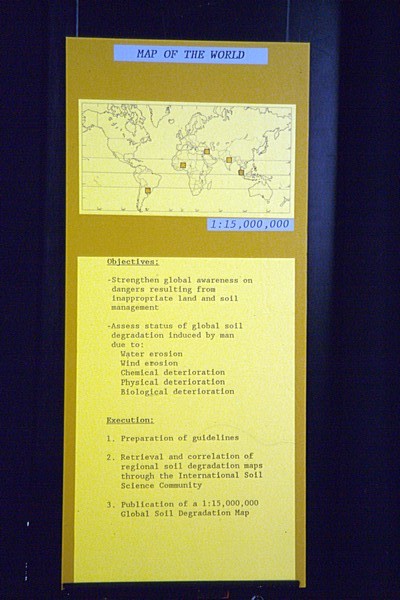 MAP OF THE WORLD
1:15,000,000
Objectives:
-Strengthen global awareness on
dangers resulting from
inappropriate land and soil
management
-Assess status of global soil
degradation induced by man
due to:
Water erosion
Wind erosion
Chemical deterioration
Physical deterioration
Biological deterioration
Execution:
1. Preparation of guidelines
2. Retrieval and correlation of
regional soil degradation maps
through the International Soil
Science Community
3. Publication of a 1:15,000,000
Global Soil Degradation Map